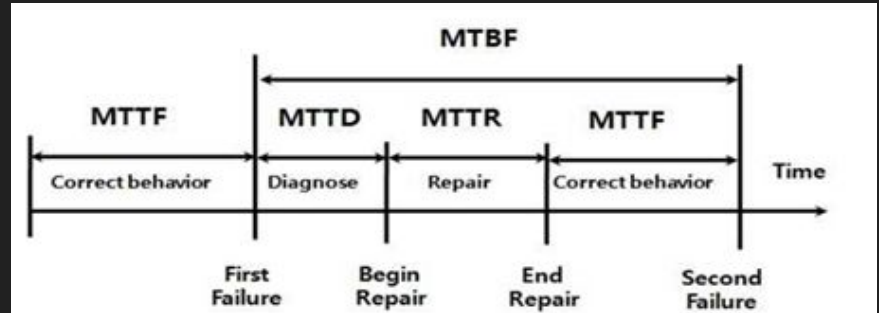 MTBF
MTTF MTTD MTTR MTTF
Correct behavior Diagnose Repair Correct behavior Time
First Failure
Begin Repair
End Repair
Second Failure